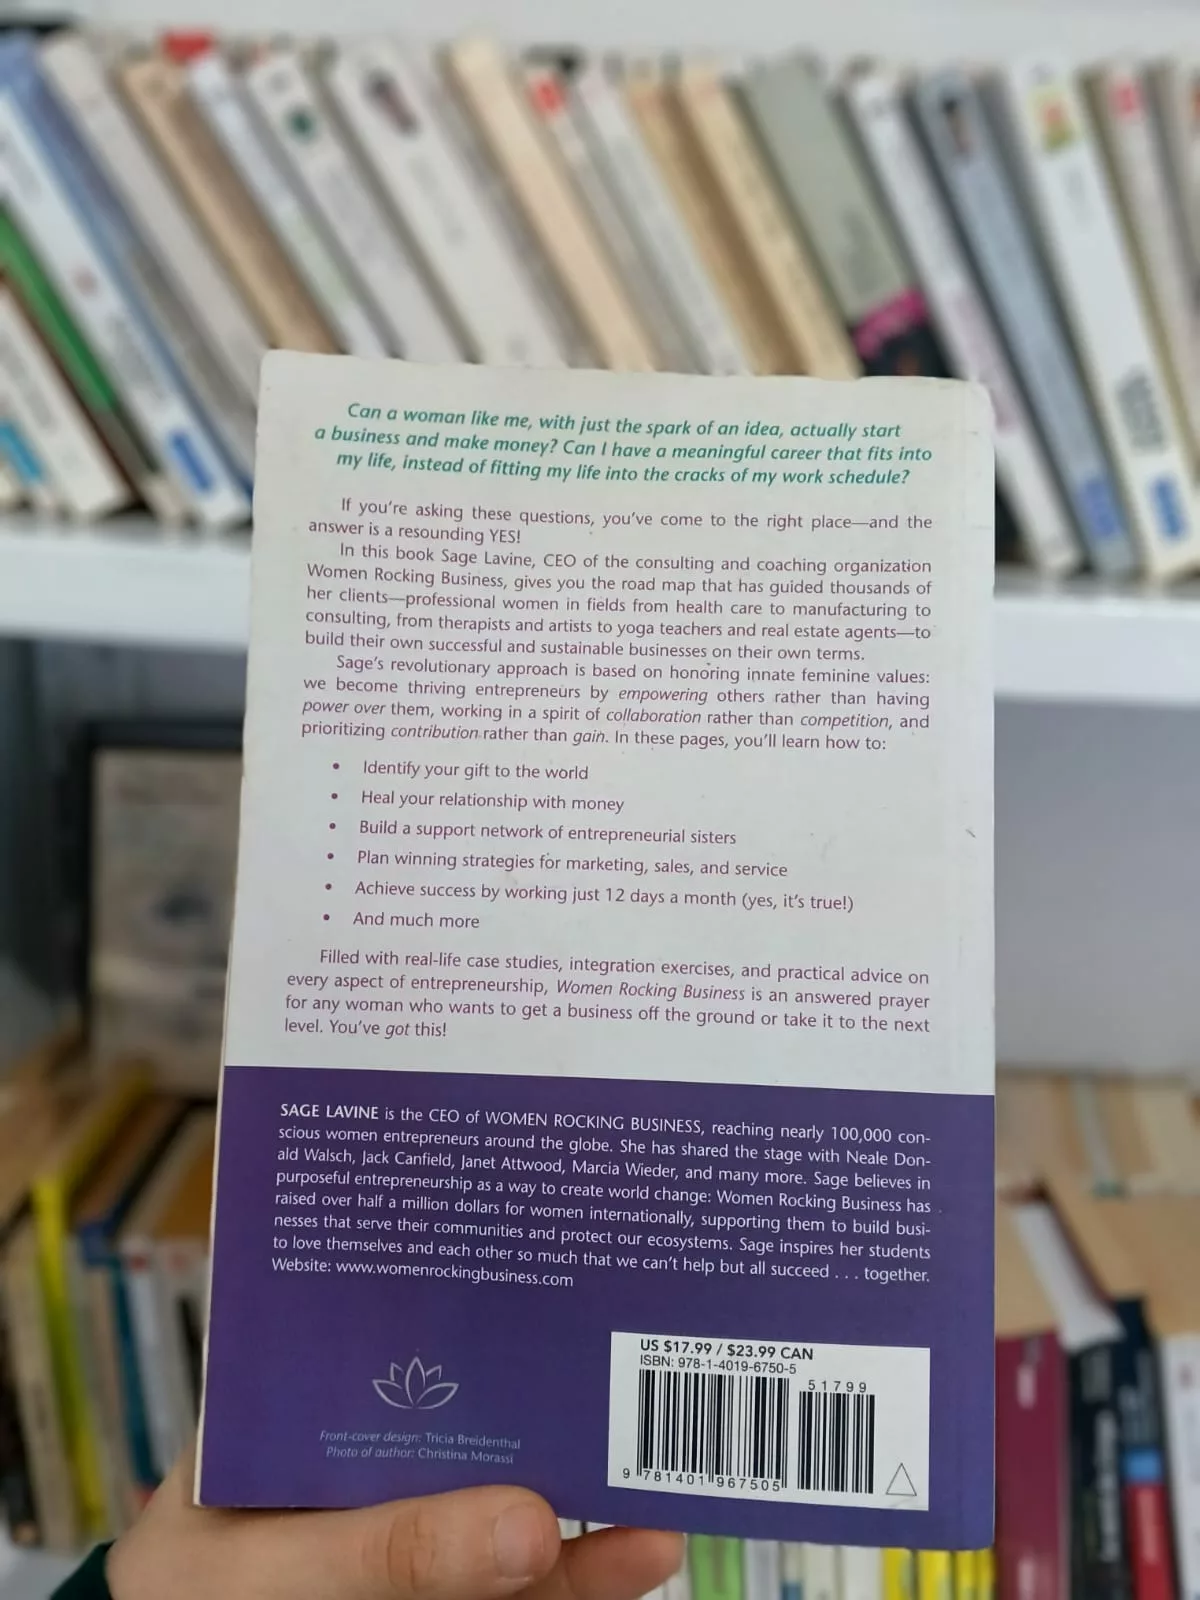 Can a woman like me, with just the spark of an idea, actually start
a business and make money? Can I have a meaningful career that fits into
my life, instead of fitting my life into the cracks of my work schedule?
If you're asking these questions, you've come to the right place—and the
answer is a resounding YES!
In this book Sage Lavine, CEO of the consulting and coaching organization
Women Rocking Business, gives you the road map that has guided thousands of
her clients—professional women in fields from health care to manufacturing to
consulting, from therapists and artists to yoga teachers and real estate agents—to
build their own successful and sustainable businesses on their own terms.
Sage's revolutionary approach is based on honoring innate feminine values:
we become thriving entrepreneurs by empowering others rather than having
power over them, working in a spirit of collaboration rather than competition, and
prioritizing contribution rather than gain. In these pages, you'll learn how to:
• Identify your gift to the world
• Heal your relationship with money
• Build a support network of entrepreneurial sisters
• Plan winning strategies for marketing, sales, and service
• Achieve success by working just 12 days a month (yes, it's true!)
• And much more
Filled with real-life case studies, integration exercises, and practical advice on
every aspect of entrepreneurship, Women Rocking Business is an answered prayer
for any woman who wants to get a business off the ground or take it to the next
level. You've got this!
SAGE LAVINE is the CEO of WOMEN ROCKING BUSINESS, reaching nearly 100,000 con-
scious women entrepreneurs around the globe. She has shared the stage with Neale Don-
ald Walsch, Jack Canfield, Janet Attwood, Marcia Wieder, and many more. Sage believes in
purposeful entrepreneurship as a way to create world change: Women Rocking Business has
raised over half a million dollars for women internationally, supporting them to build busi-
nesses that serve their communities and protect our ecosystems. Sage inspires her students
to love themselves and each other so much that we can't help but all succeed . . . together.
Website: www.womenrockingbusiness.com
US $17.99 / $23.99 CAN
ISBN: 978-1-4019-6750-5
51799
9 781401 967505
Front-cover design: Tricia Breidenthal
Photo of author: Christina Morassi